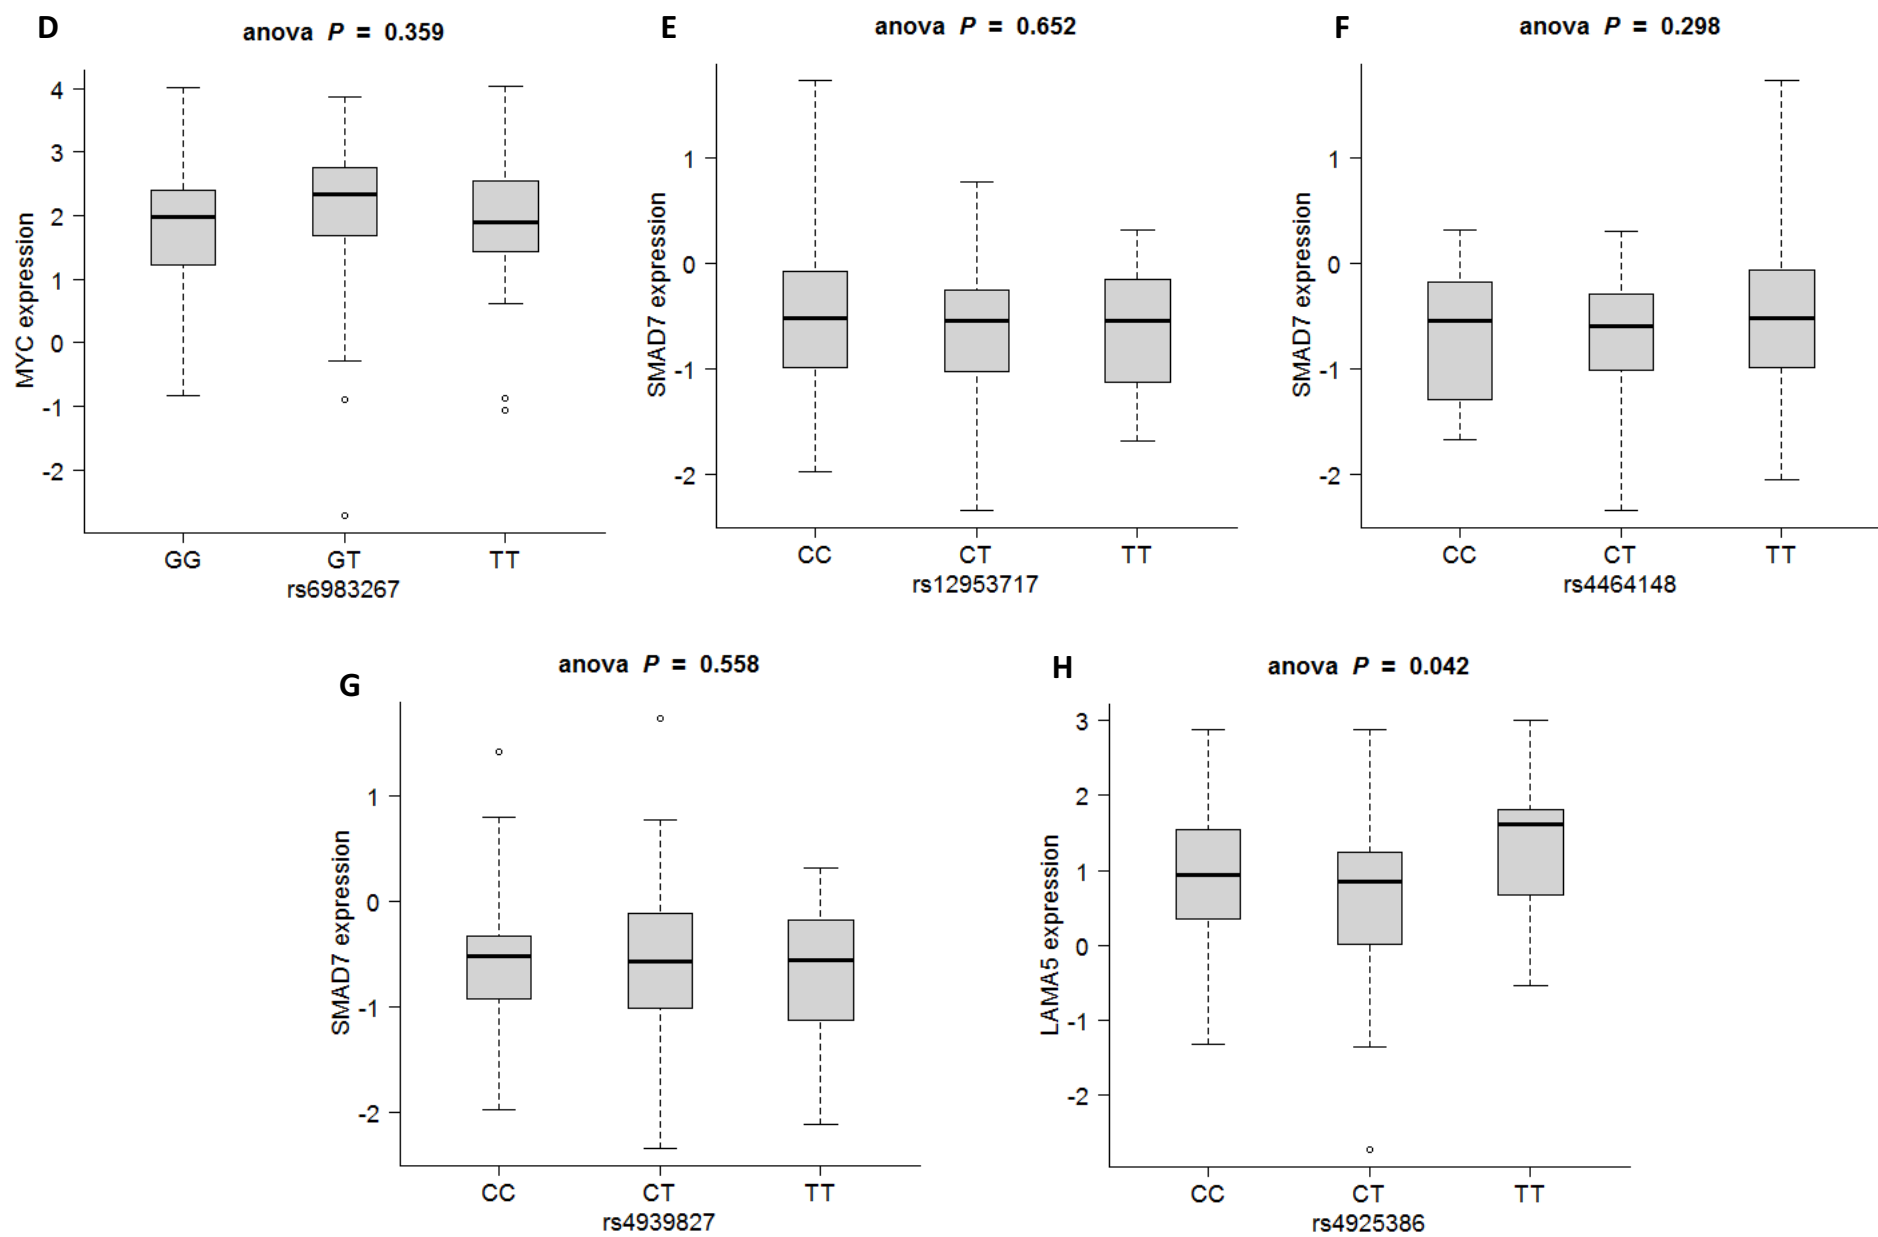 D
anova P = 0.359
MYC expression
4
3
2
1
0
-1
-2
GG GT TT
rs6983267
E
anova P = 0.652
SMAD7 expression
1
0
-1
-2
CC CT TT
rs12953717
F
anova P = 0.298
SMAD7 expression
1
0
-1
-2
CC CT TT
rs4464148
G
anova P = 0.558
SMAD7 expression
1
0
-1
-2
CC CT TT
rs4939827
H
anova P = 0.042
LAMA5 expression
3
2
1
0
-1
-2
CC CT TT
rs4925386